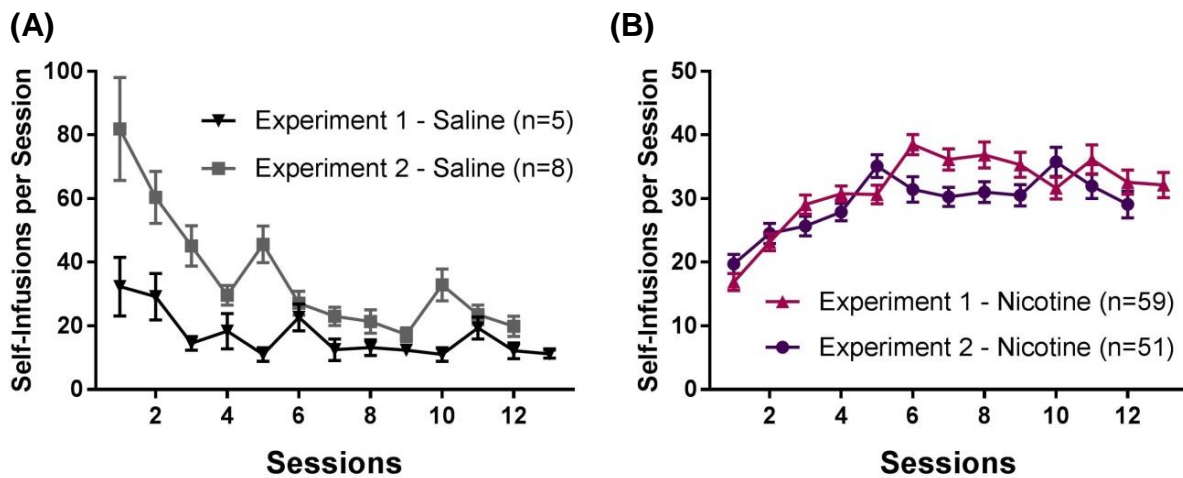 (A)
Self-Infusions per Session
100
80
60
40
20
0
Experiment 1 - Saline (n=5)
Experiment 2 - Saline (n=8)
2 4 6 8 10 12
Sessions
(B)
Self-Infusions per Session
50
40
30
20
10
0
Experiment 1 - Nicotine (n=59)
Experiment 2 - Nicotine (n=51)
2 4 6 8 10 12
Sessions